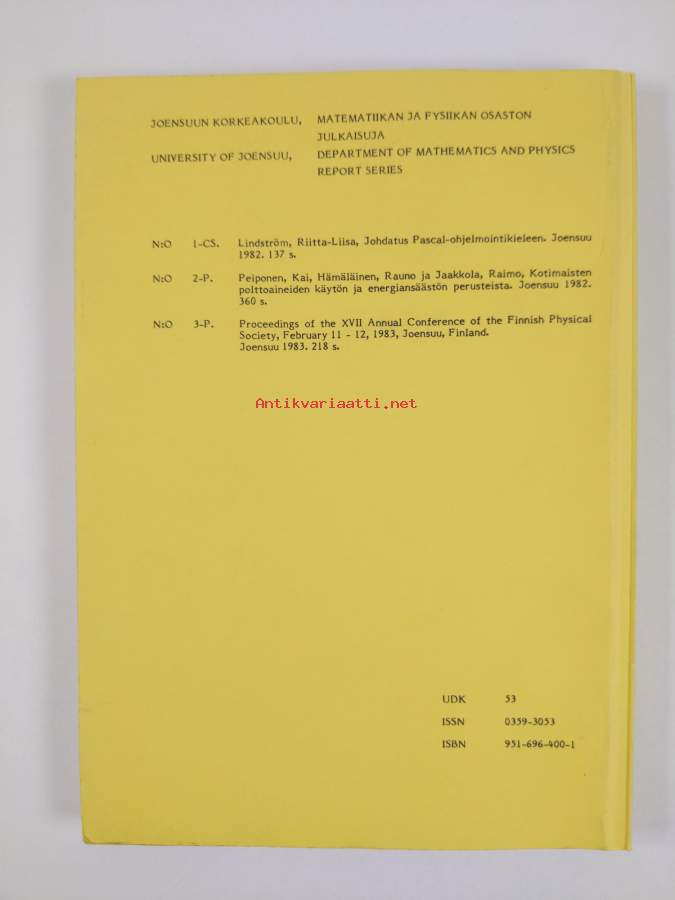 JOENSUUN KORKEAKOULU, MATEMATIIKAN JA FYSIIKAN OSASTON
JULKAISUJA
UNIVERSITY OF JOENSUU, DEPARTMENT OF MATHEMATICS AND PHYSICS
REPORT SERIES
N:O 1-CS. Lindström, Riitta-Liisa, Johdatus Pascal-ohjelmointikieleen. Joensuu
1982. 137 s.
N:O 2-P. Peiponen, Kai, Hämäläinen, Rauno ja Jaakkola, Raimo, Kotimaisten
polttoaineiden käytön ja energiansäästön perusteista. Joensuu 1982.
360 s.
N:O 3-P. Proceedings of the XVII Annual Conference of the Finnish Physical
Society, February 11 - 12, 1983, Joensuu, Finland.
Joensuu 1983. 218 s.
Antikvariaatti.net
UDK 53
ISSN 0359-3053
ISBN 951-696-400-1